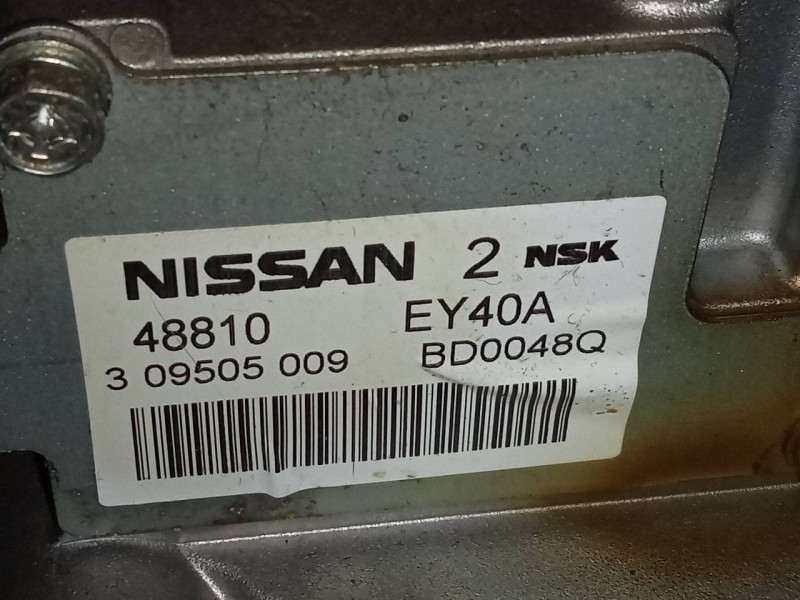 NISSAN 2 NSK
48810 EY40A
3 09505 009 BD0048Q